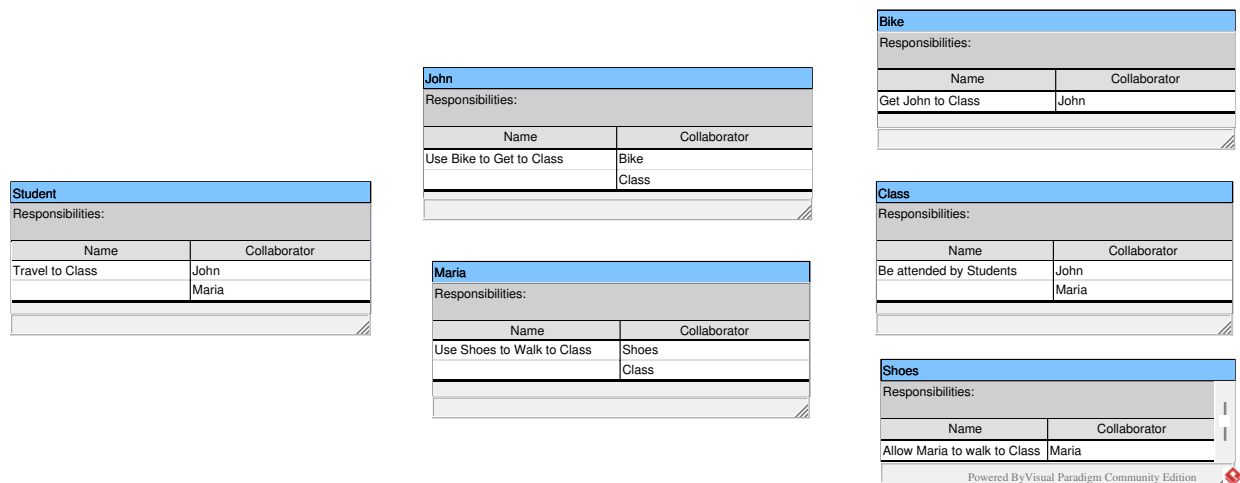 Student
Responsibilities:
Name Collaborator
Travel to Class John
Maria
John
Responsibilities:
Name Collaborator
Use Bike to Get to Class Bike
Class
Maria
Responsibilities:
Name Collaborator
Use Shoes to Walk to Class Shoes
Class
Bike
Responsibilities:
Name Collaborator
Get John to Class John
Class
Responsibilities:
Name Collaborator
Be attended by Students John
Maria
Shoes
Responsibilities:
Name Collaborator
Allow Maria to walk to Class Maria
Powered ByVisual Paradigm Community Edition